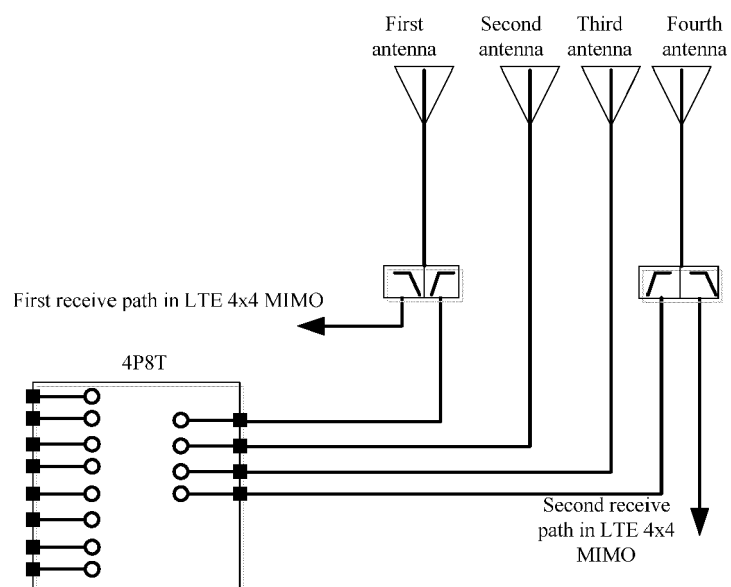 First antenna
Second antenna
Third antenna
Fourth antenna
First receive path in LTE 4x4 MIMO
4P8T
Second receive
path in LTE 4x4
MIMO